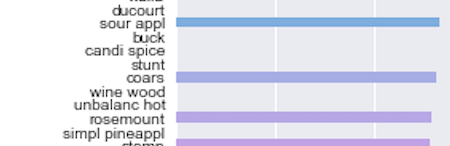 ducourt
sour appl
buck
candi spice
stunt
coars
wine wood
unbalanc hot
rosemount
simpl pineappl